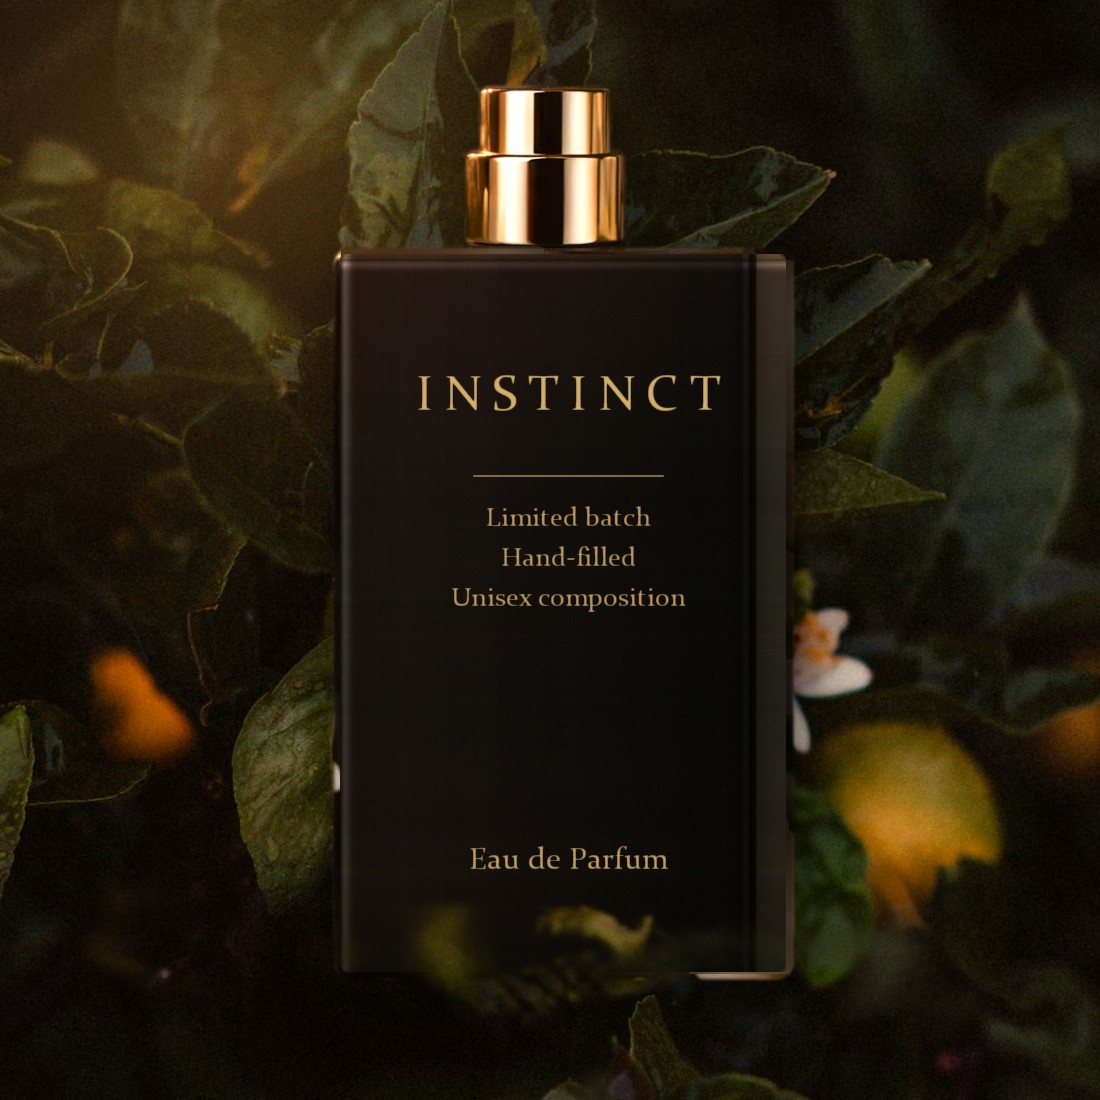 INSTINCT
Limited batch
Hand-filled
Unisex composition
Eau de Parfum